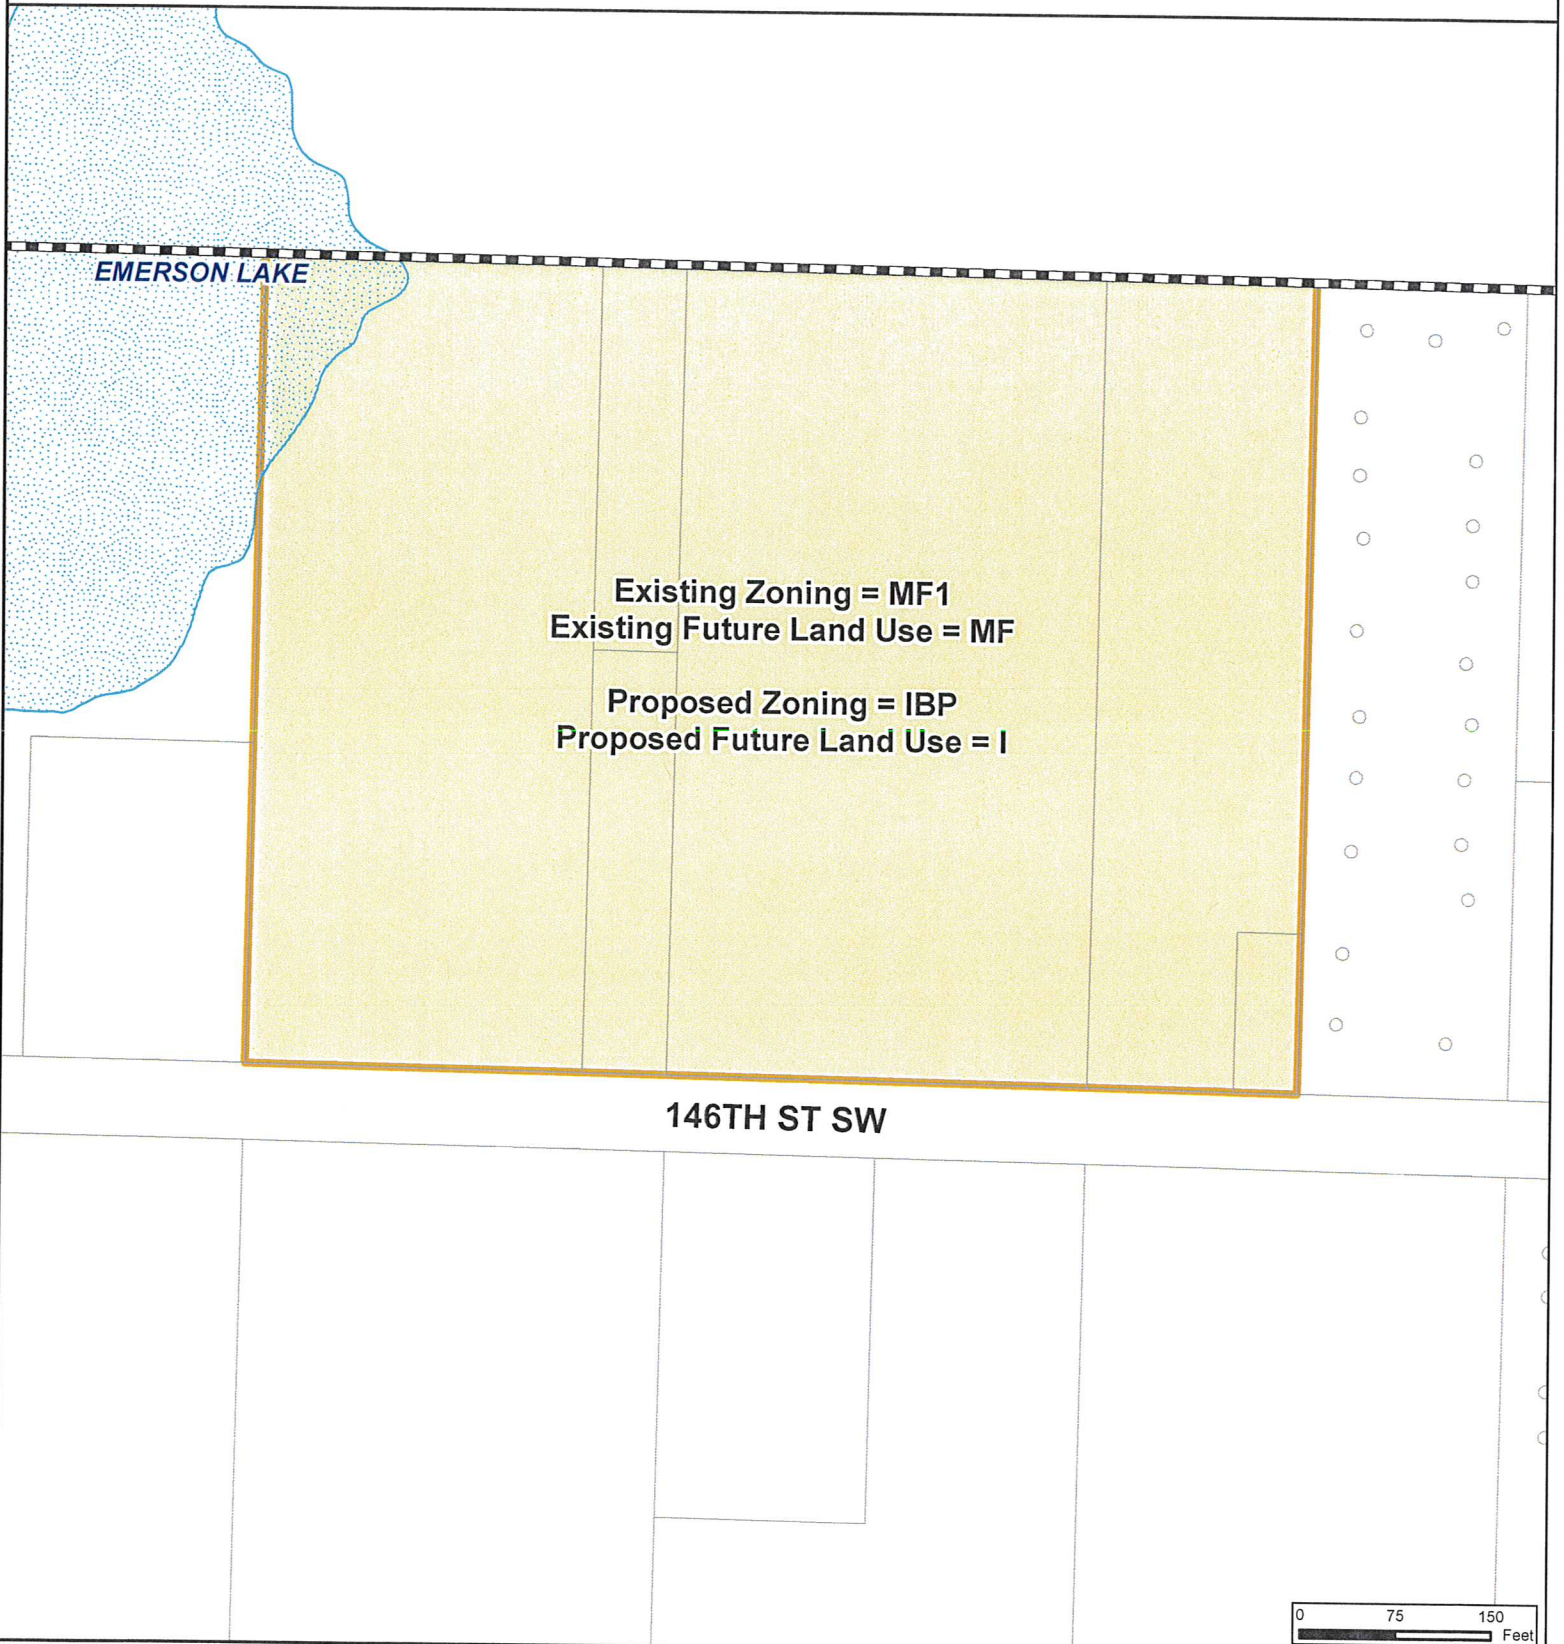 EMERSON LAKE
Existing Zoning = MF1
Existing Future Land Use = MF
Proposed Zoning = IBP
Proposed Future Land Use = I
146TH ST SW
0 75 150
Feet